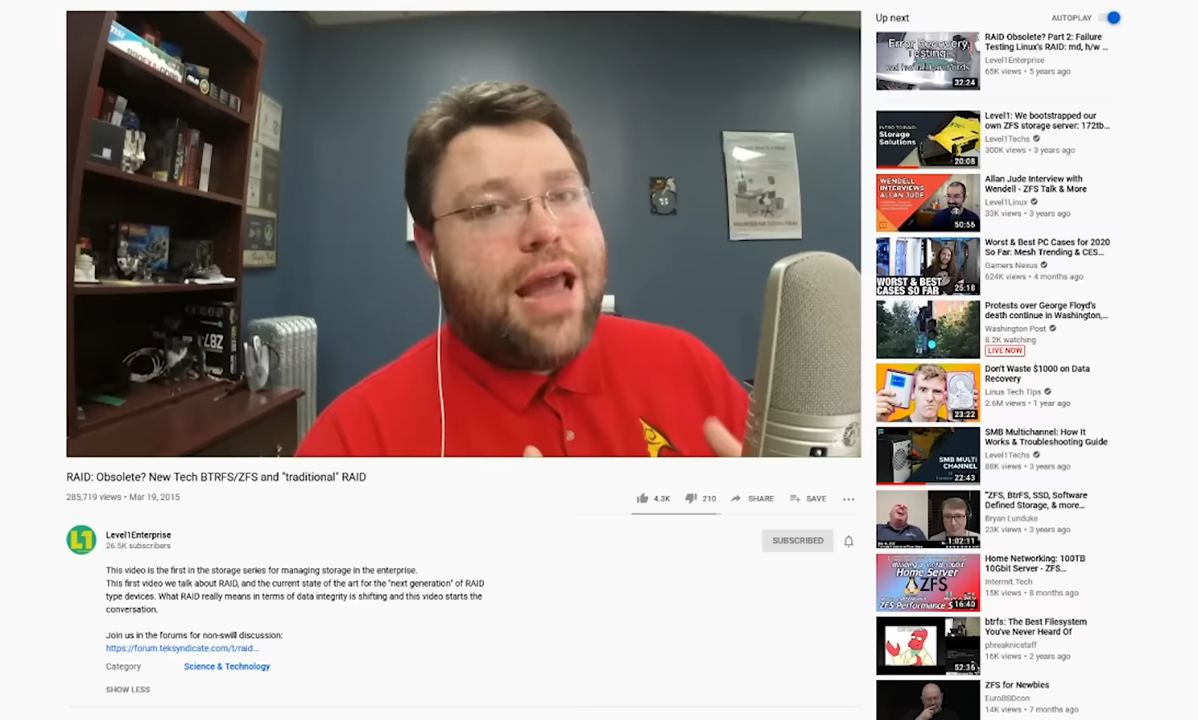 Z87
RAID: Obsolete? New Tech BTRFS/ZFS and "traditional" RAID
285,719 views • Mar 19, 2015
4.3K 210 SHARE SAVE
L1
Level1Enterprise
26.5K subscribers
SUBSCRIBED
This video is the first in the storage series for managing storage in the enterprise.
This first video we talk about RAID, and the current state of the art for the "next generation" of RAID
type devices. What RAID really means in terms of data integrity is shifting and this video starts the
conversation.
Join us in the forums for non-swill discussion:
https://forum.teksyndicate.com/t/raid...
Category Science & Technology
SHOW LESS
Up next AUTOPLAY
Error Recovery
Testing
32:24
RAID Obsolete? Part 2: Failure
Testing Linux's RAID: md, h/w ...
Level1Enterprise
65K views • 5 years ago
Storage
Solutions
20:08
Level1: We bootstrapped our
own ZFS storage server: 172tb...
Level1Techs
300K views • 3 years ago
WENDELL
INTERVIEWS
ALLAN JUDE
50:56
Allan Jude Interview with
Wendell - ZFS Talk & More
Level1Linux
33K views • 3 years ago
WORST & BEST
CASES SO FAR
25:18
Worst & Best PC Cases for 2020
So Far: Mesh Trending & CES...
Gamers Nexus
624K views • 4 months ago
Protests over George Floyd's
death continue in Washington,...
Washington Post
8.2K watching
LIVE NOW
23:22
Don't Waste $1000 on Data
Recovery
Linus Tech Tips
2.6M views • 1 year ago
SMB MULTI
CHANNEL
22:43
SMB Multichannel: How It
Works & Troubleshooting Guide
Level1Techs
88K views • 3 years ago
1:02:11
"ZFS, BtrFS, SSD, Software
Defined Storage, & more...
Bryan Lunduke
23K views • 3 years ago
Building a
Home Server
ZFS
ZFS Performance
16:40
Home Networking: 100TB
10Gbit Server - ZFS...
Intermit.Tech
15K views • 8 months ago
52:36
btrfs: The Best Filesystem
You've Never Heard Of
phreaknicstaff
16K views • 2 years ago
ZFS for Newbies
EuroBSDcon
14K views • 7 months ago